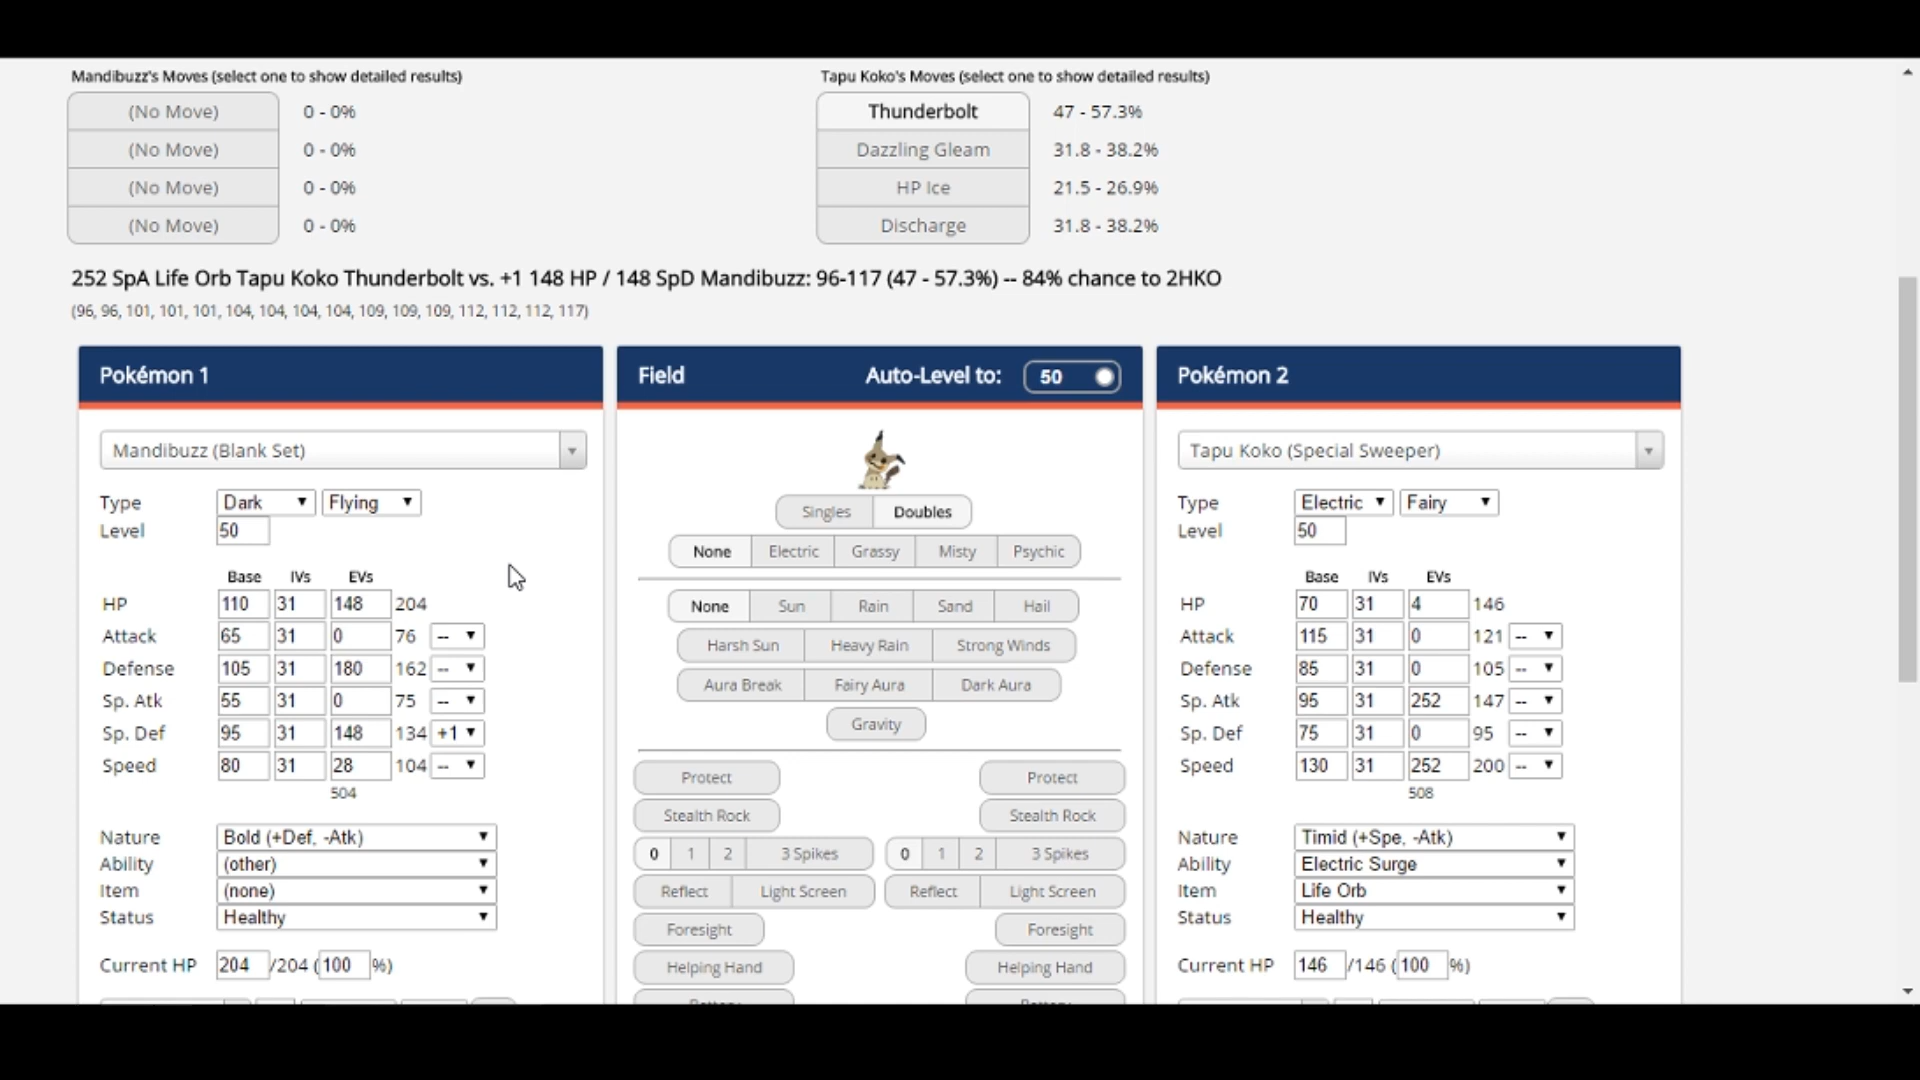 Mandibuzz's Moves (select one to show detailed results)
(No Move) 0 - 0%
(No Move) 0 - 0%
(No Move) 0 - 0%
(No Move) 0 - 0%
Tapu Koko's Moves (select one to show detailed results)
Thunderbolt 47 - 57.3%
Dazzling Gleam 31.8 - 38.2%
HP Ice 21.5 - 26.9%
Discharge 31.8 - 38.2%
252 SpA Life Orb Tapu Koko Thunderbolt vs. +1 148 HP / 148 SpD Mandibuzz: 96-117 (47 - 57.3%) -- 84% chance to 2HKO
(96, 96, 101, 101, 101, 104, 104, 104, 104, 109, 109, 109, 112, 112, 112, 117)
Pokémon 1
Mandibuzz (Blank Set)
Type Dark Flying
Level 50
Base IVs EVs
HP 110 31 148 204
Attack 65 31 0 76 --
Defense 105 31 180 162 --
Sp. Atk 55 31 0 75 --
Sp. Def 95 31 148 134 +1
Speed 80 31 28 104 --
504
Nature Bold (+Def, -Atk)
Ability (other)
Item (none)
Status Healthy
Current HP 204 /204 (100 %)
Field Auto-Level to: 50
Singles Doubles
None Electric Grassy Misty Psychic
None Sun Rain Sand Hail
Harsh Sun Heavy Rain Strong Winds
Aura Break Fairy Aura Dark Aura
Gravity
Protect Protect
Stealth Rock Stealth Rock
0 1 2 3 Spikes 0 1 2 3 Spikes
Reflect Light Screen Reflect Light Screen
Foresight Foresight
Helping Hand Helping Hand
Pokémon 2
Tapu Koko (Special Sweeper)
Type Electric Fairy
Level 50
Base IVs EVs
HP 70 31 4 146
Attack 115 31 0 121 --
Defense 85 31 0 105 --
Sp. Atk 95 31 252 147 --
Sp. Def 75 31 0 95 --
Speed 130 31 252 200 --
508
Nature Timid (+Spe, -Atk)
Ability Electric Surge
Item Life Orb
Status Healthy
Current HP 146 /146 (100 %)